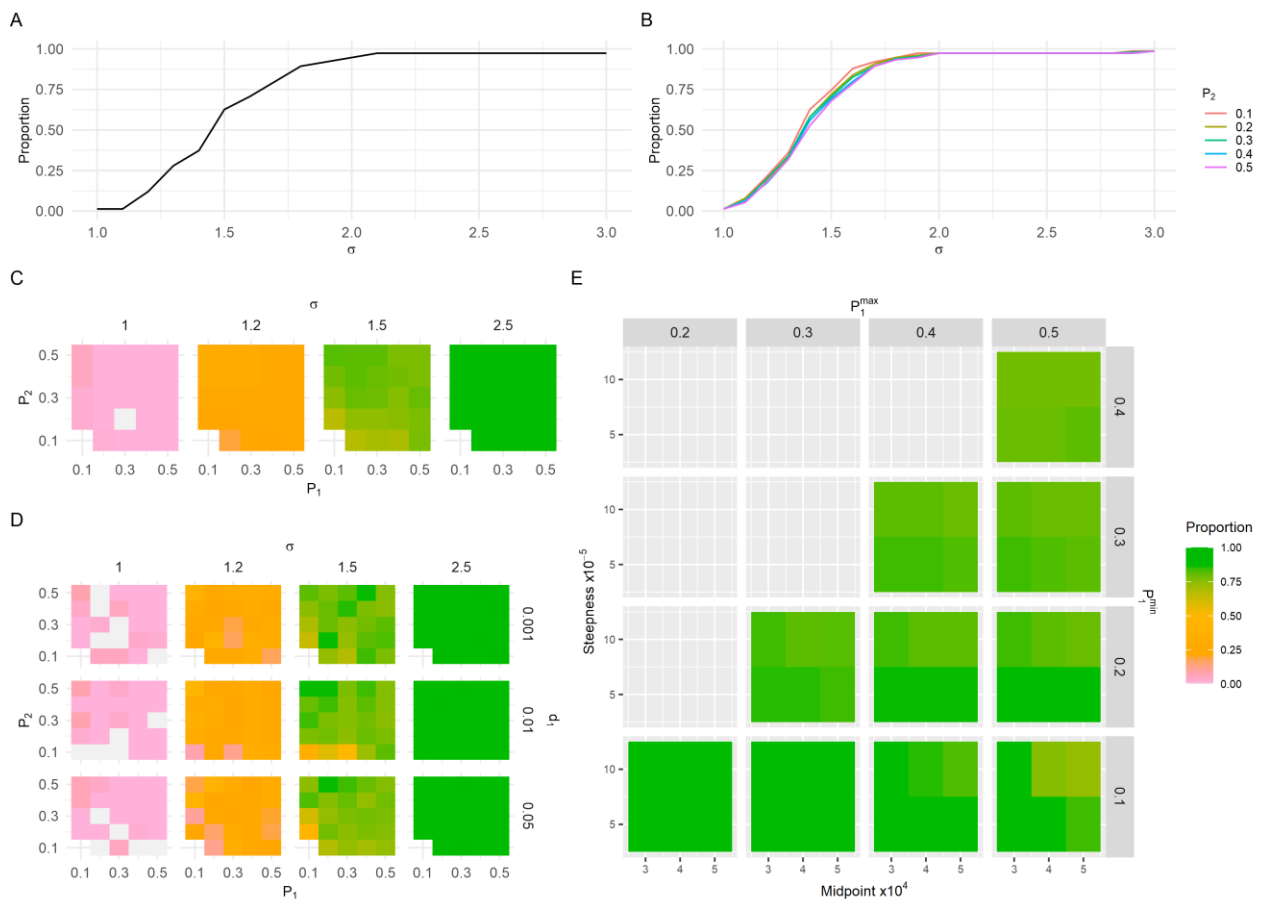 A
B
1.00
0.75
0.50
0.25
0.00
Proportion
1.0 1.5 2.0 2.5 3.0
σ
1.00
0.75
0.50
0.25
0.00
Proportion
1.0 1.5 2.0 2.5 3.0
σ
P₂
0.1
0.2
0.3
0.4
0.5
C
σ
1 1.2 1.5 2.5
0.5
0.3
0.1
P₂
0.1 0.3 0.5 0.1 0.3 0.5 0.1 0.3 0.5 0.1 0.3 0.5
P₁
D
σ
1 1.2 1.5 2.5
0.5
0.3
0.1
0.001
0.5
0.3
0.1
0.01
0.5
0.3
0.1
0.05
P₂
d₁
0.1 0.3 0.5 0.1 0.3 0.5 0.1 0.3 0.5 0.1 0.3 0.5
P₁
E
P₁ᵐᵃˣ
0.2 0.3 0.4 0.5
10
5
0.4
10
5
0.3
10
5
0.2
10
5
0.1
Steepness x10⁻⁵
P₁ᵐⁱⁿ
3 4 5 3 4 5 3 4 5 3 4 5
Midpoint x10⁴
Proportion
1.00
0.75
0.50
0.25
0.00